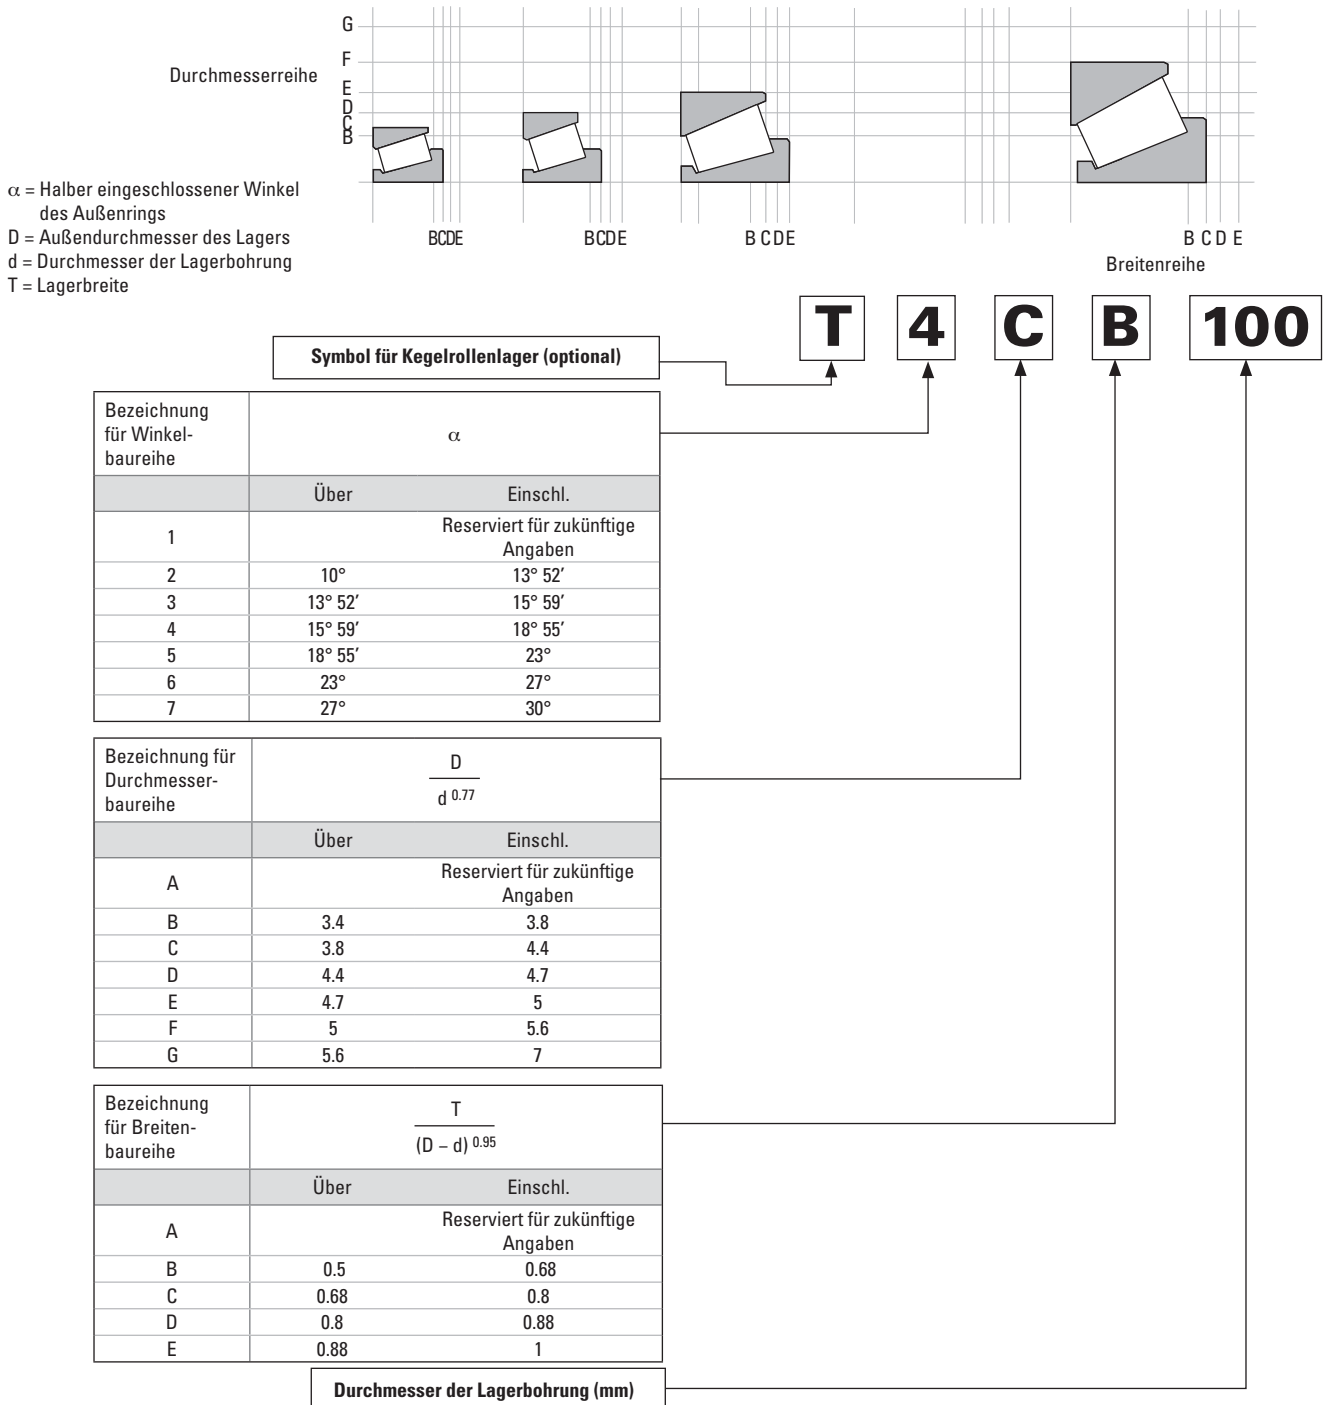 G
F
Durchmesserreihe
E
D
C
B
α = Halber eingeschlossener Winkel
des Außenrings
D = Außendurchmesser des Lagers
d = Durchmesser der Lagerbohrung
T = Lagerbreite
BCDE BCDE B C D E B C D E
Breitenreihe
T 4 C B 100
Symbol für Kegelrollenlager (optional)
Bezeichnung
für Winkel-
baureihe
α
Über Einschl.
1 Reserviert für zukünftige
Angaben
2 10° 13° 52′
3 13° 52′ 15° 59′
4 15° 59′ 18° 55′
5 18° 55′ 23°
6 23° 27°
7 27° 30°
Bezeichnung für
Durchmesser-
baureihe
D
d 0.77
Über Einschl.
A Reserviert für zukünftige
Angaben
B 3.4 3.8
C 3.8 4.4
D 4.4 4.7
E 4.7 5
F 5 5.6
G 5.6 7
Bezeichnung
für Breiten-
baureihe
T
(D – d) 0.95
Über Einschl.
A Reserviert für zukünftige
Angaben
B 0.5 0.68
C 0.68 0.8
D 0.8 0.88
E 0.88 1
Durchmesser der Lagerbohrung (mm)